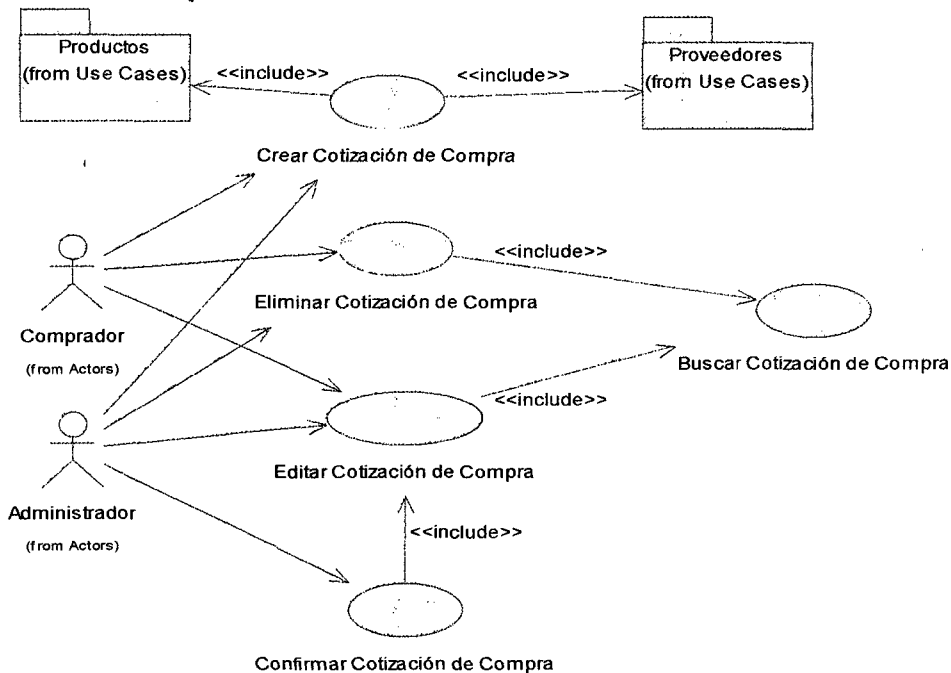 Productos
(from Use Cases)
<<include>>
<<include>>
Proveedores
(from Use Cases)
Crear Cotización de Compra
<<include>>
Eliminar Cotización de Compra
Comprador
(from Actors)
Buscar Cotización de Compra
<<include>>
Editar Cotización de Compra
Administrador
(from Actors)
<<include>>
Confirmar Cotización de Compra